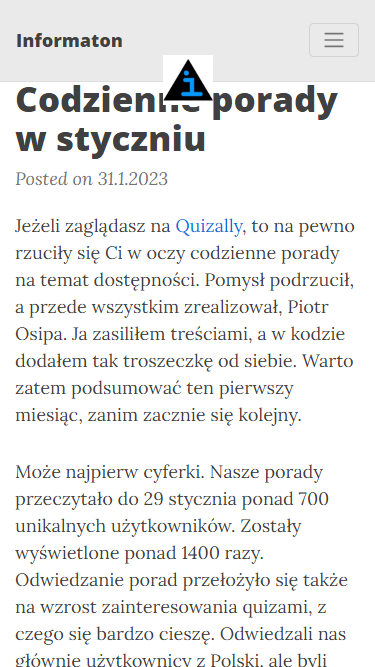 Informaton
Codzienne porady
w styczniu
Posted on 31.1.2023
Jeżeli zaglądasz na Quizally, to na pewno
rzuciły się Ci w oczy codzienne porady
na temat dostępności. Pomysł podrzucił,
a przede wszystkim zrealizował, Piotr
Osipa. Ja zasiliłem treściami, a w kodzie
dodałem tak troszeczkę od siebie. Warto
zatem podsumować ten pierwszy
miesiąc, zanim zacznie się kolejny.
Może najpierw cyferki. Nasze porady
przeczytało do 29 stycznia ponad 700
unikalnych użytkowników. Zostały
wyświetlone ponad 1400 razy.
Odwiedzanie porad przełożyło się także
na wzrost zainteresowania quizami, z
czego się bardzo cieszę. Odwiedzali nas
głównie użytkownicy z Polski, ale byli